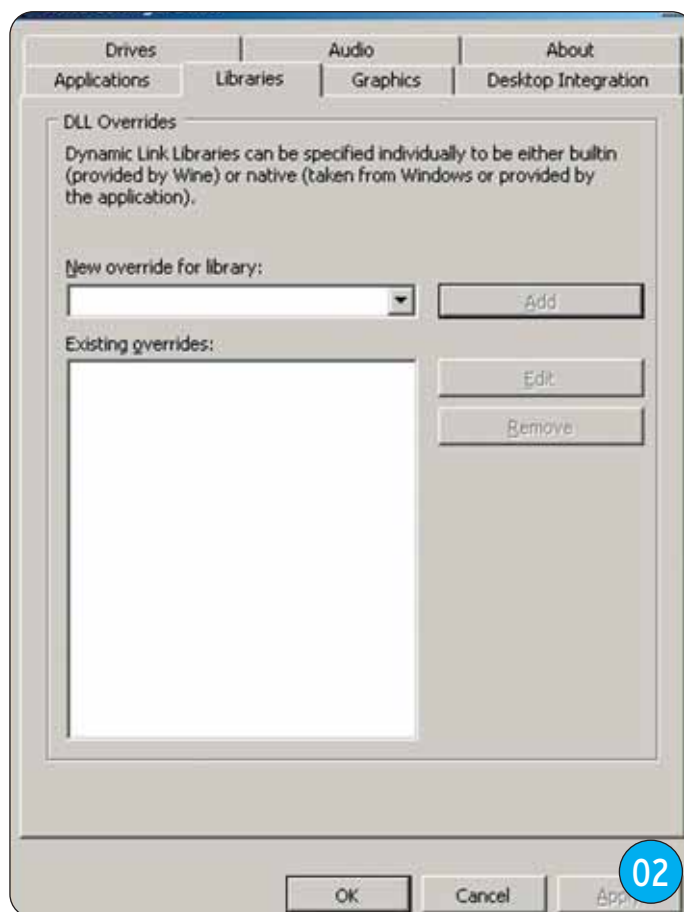 Drives Audio About
Applications Libraries Graphics Desktop Integration
DLL Overrides
Dynamic Link Libraries can be specified individually to be either builtin
(provided by Wine) or native (taken from Windows or provided by
the application).
New override for library:
Add
Existing overrides:
Edit
Remove
02
OK Cancel Apply